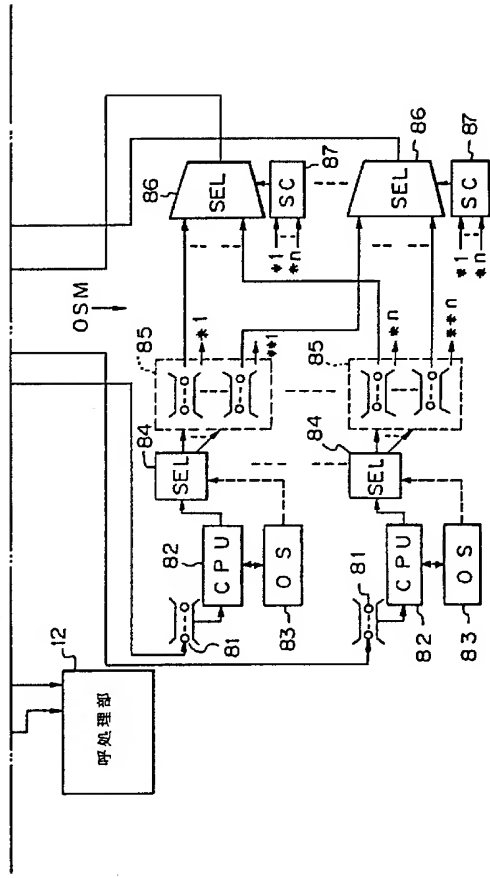 12
呼処理部
OSM
81
CPU
82
OS
83
SEL
84
85
*1
**1
SEL
86
SC
87
*1
*n
81
CPU
82
OS
83
SEL
84
85
*n
**n
SEL
86
SC
87
*1
*n